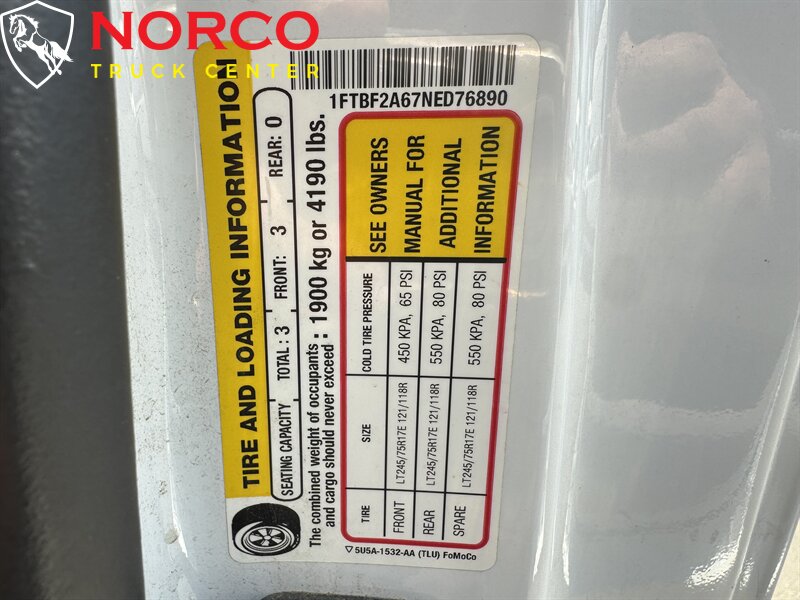 NORCO
TRUCK CENTER
1FTBF2A67NED76890
TIRE AND LOADING INFORMATION
SEATING CAPACITY TOTAL : 3 FRONT: 3 REAR: 0
The combined weight of occupants
and cargo should never exceed : 1900 kg or 4190 lbs.
TIRE SIZE COLD TIRE PRESSURE
FRONT LT245/75R17E 121/118R 450 KPA, 65 PSI
REAR LT245/75R17E 121/118R 550 KPA, 80 PSI
SPARE LT245/75R17E 121/118R 550 KPA, 80 PSI
SEE OWNERS
MANUAL FOR
ADDITIONAL
INFORMATION
5U5A-1532-AA (TLU) FoMoCo